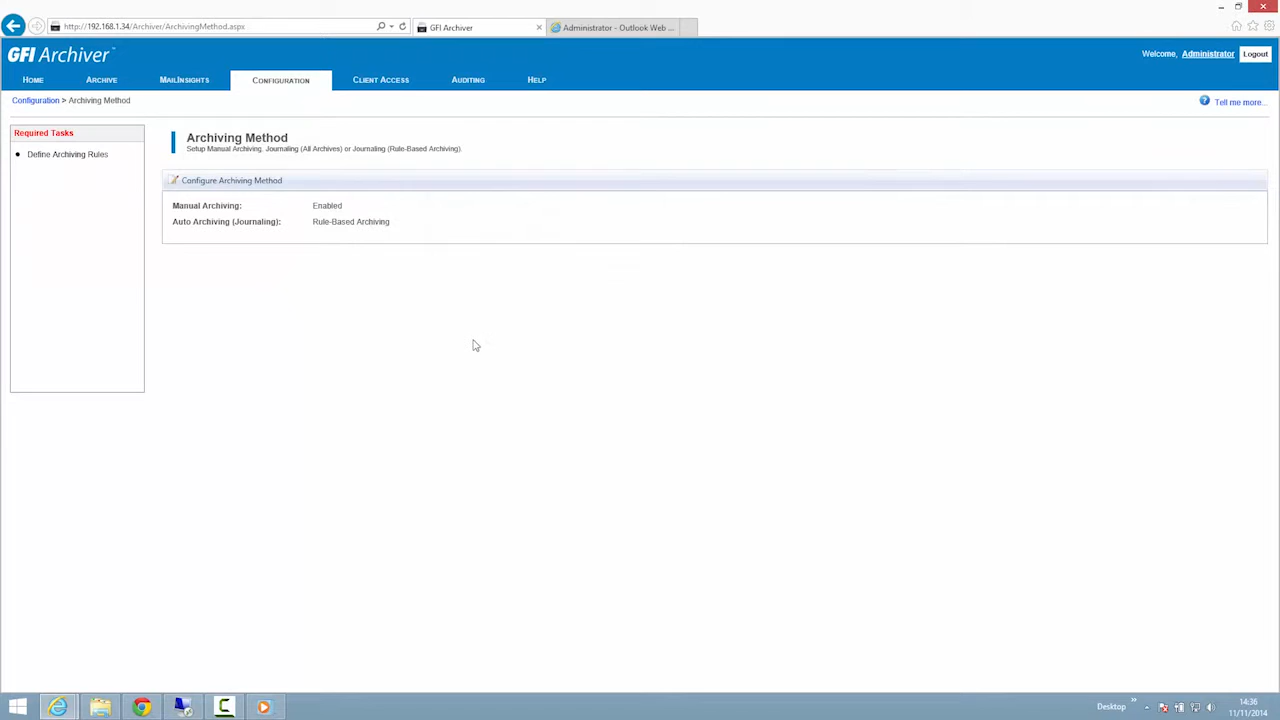 http://192.168.1.34/Archiver/ArchivingMethod.aspx
GFI Archiver
Administrator - Outlook Web ...
GFI Archiver™
Welcome, Administrator
Logout
HOME
ARCHIVE
MAILINSIGHTS
CONFIGURATION
CLIENT ACCESS
AUDITING
HELP
Configuration > Archiving Method
Tell me more...
Required Tasks
Define Archiving Rules
Archiving Method
Setup Manual Archiving, Journaling (All Archives) or Journaling (Rule-Based Archiving).
Configure Archiving Method
Manual Archiving: Enabled
Auto Archiving (Journaling): Rule-Based Archiving
Desktop
14:36
11/11/2014